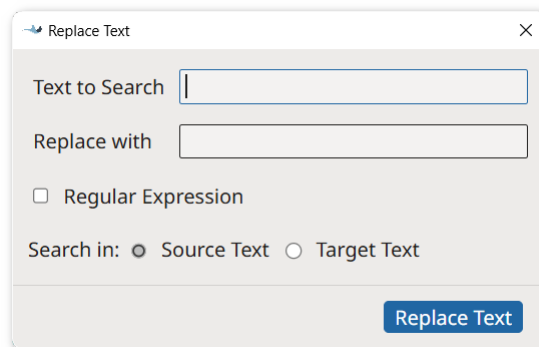 Replace Text
Text to Search
Replace with
Regular Expression
Search in: Source Text Target Text
Replace Text